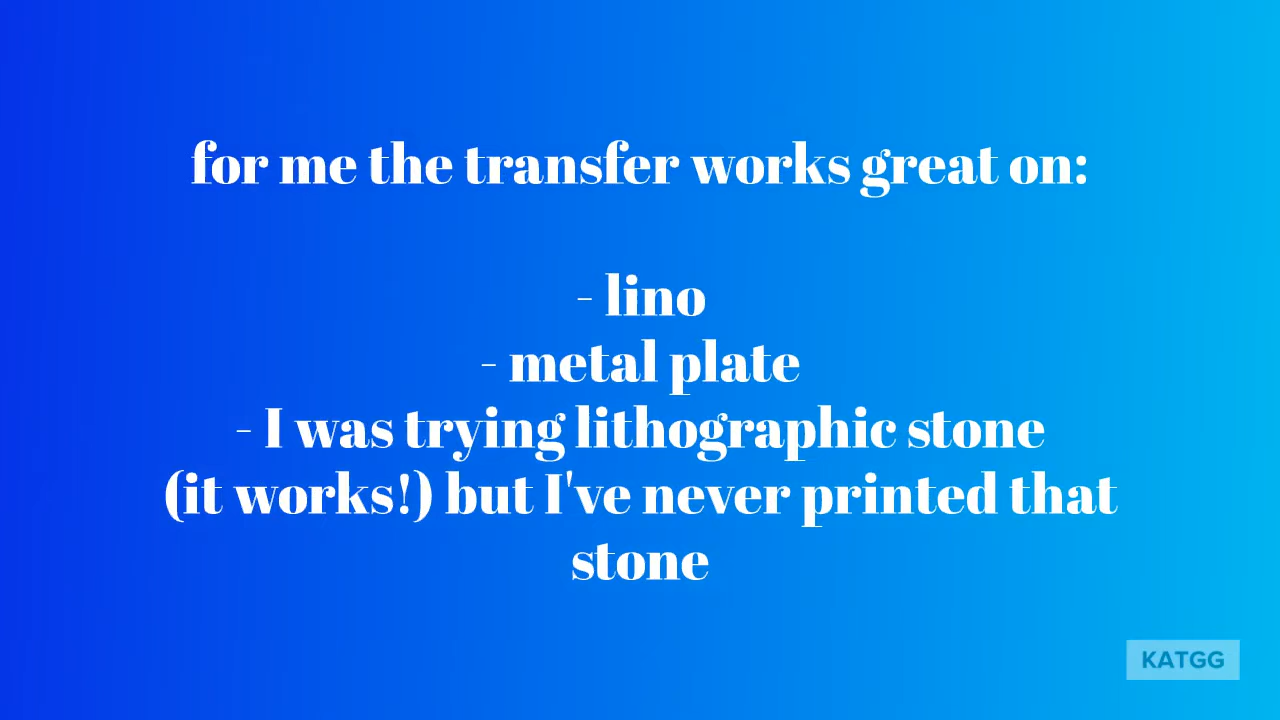 for me the transfer works great on:
- lino
- metal plate
- I was trying lithographic stone
(it works!) but I've never printed that
stone
KATGG